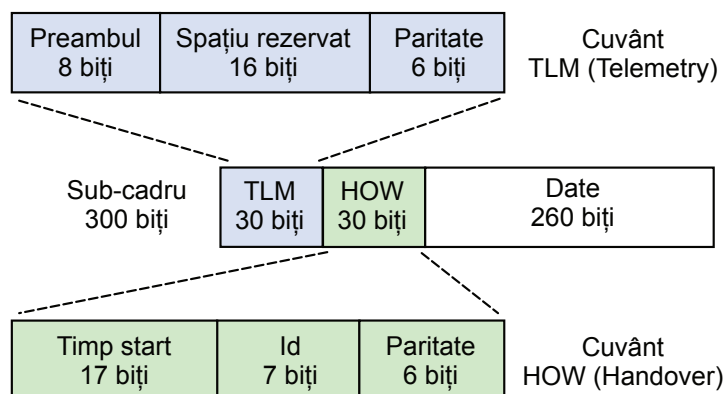 Preambul
8 biți
Spațiu rezervat
16 biți
Paritate
6 biți
Cuvânt
TLM (Telemetry)
Sub-cadru
300 biți
TLM
30 biți
HOW
30 biți
Date
260 biți
Timp start
17 biți
Id
7 biți
Paritate
6 biți
Cuvânt
HOW (Handover)